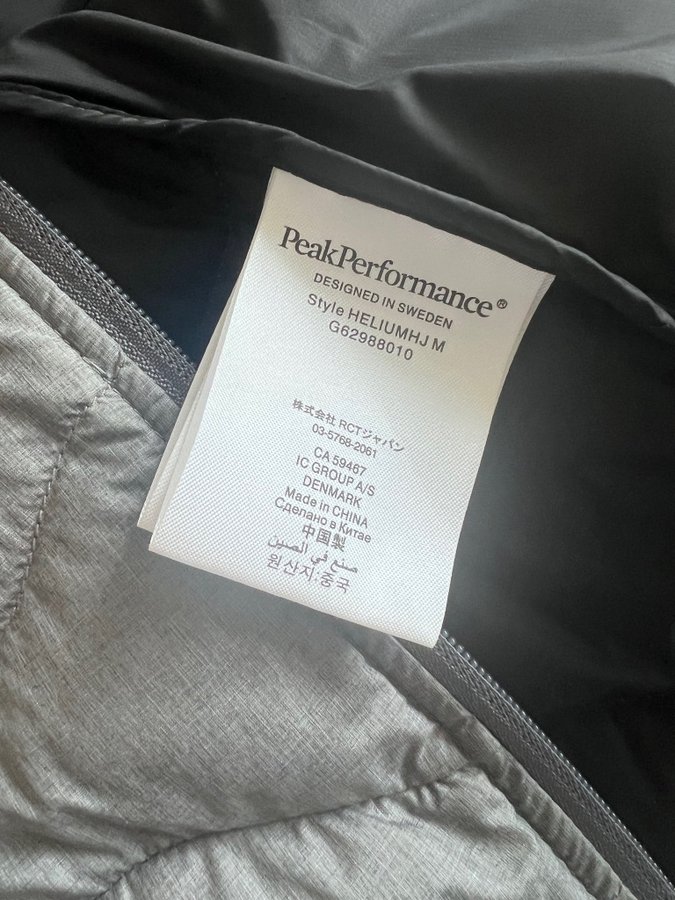 PeakPerformance®
DESIGNED IN SWEDEN
Style HELIUMHJ M
G62988010
株式会社 RCTジャパン
03-5768-2061
CA 59467
IC GROUP A/S
DENMARK
Made in CHINA
Сделано в Китае
中国製
صنع في الصين
원산지:중국